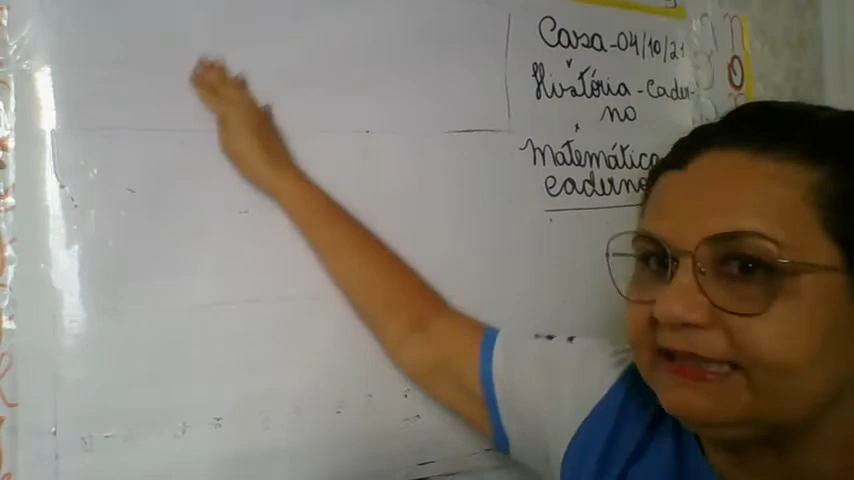 Casa - 04/10/21
História - Cader-
no
Matemática
caderno